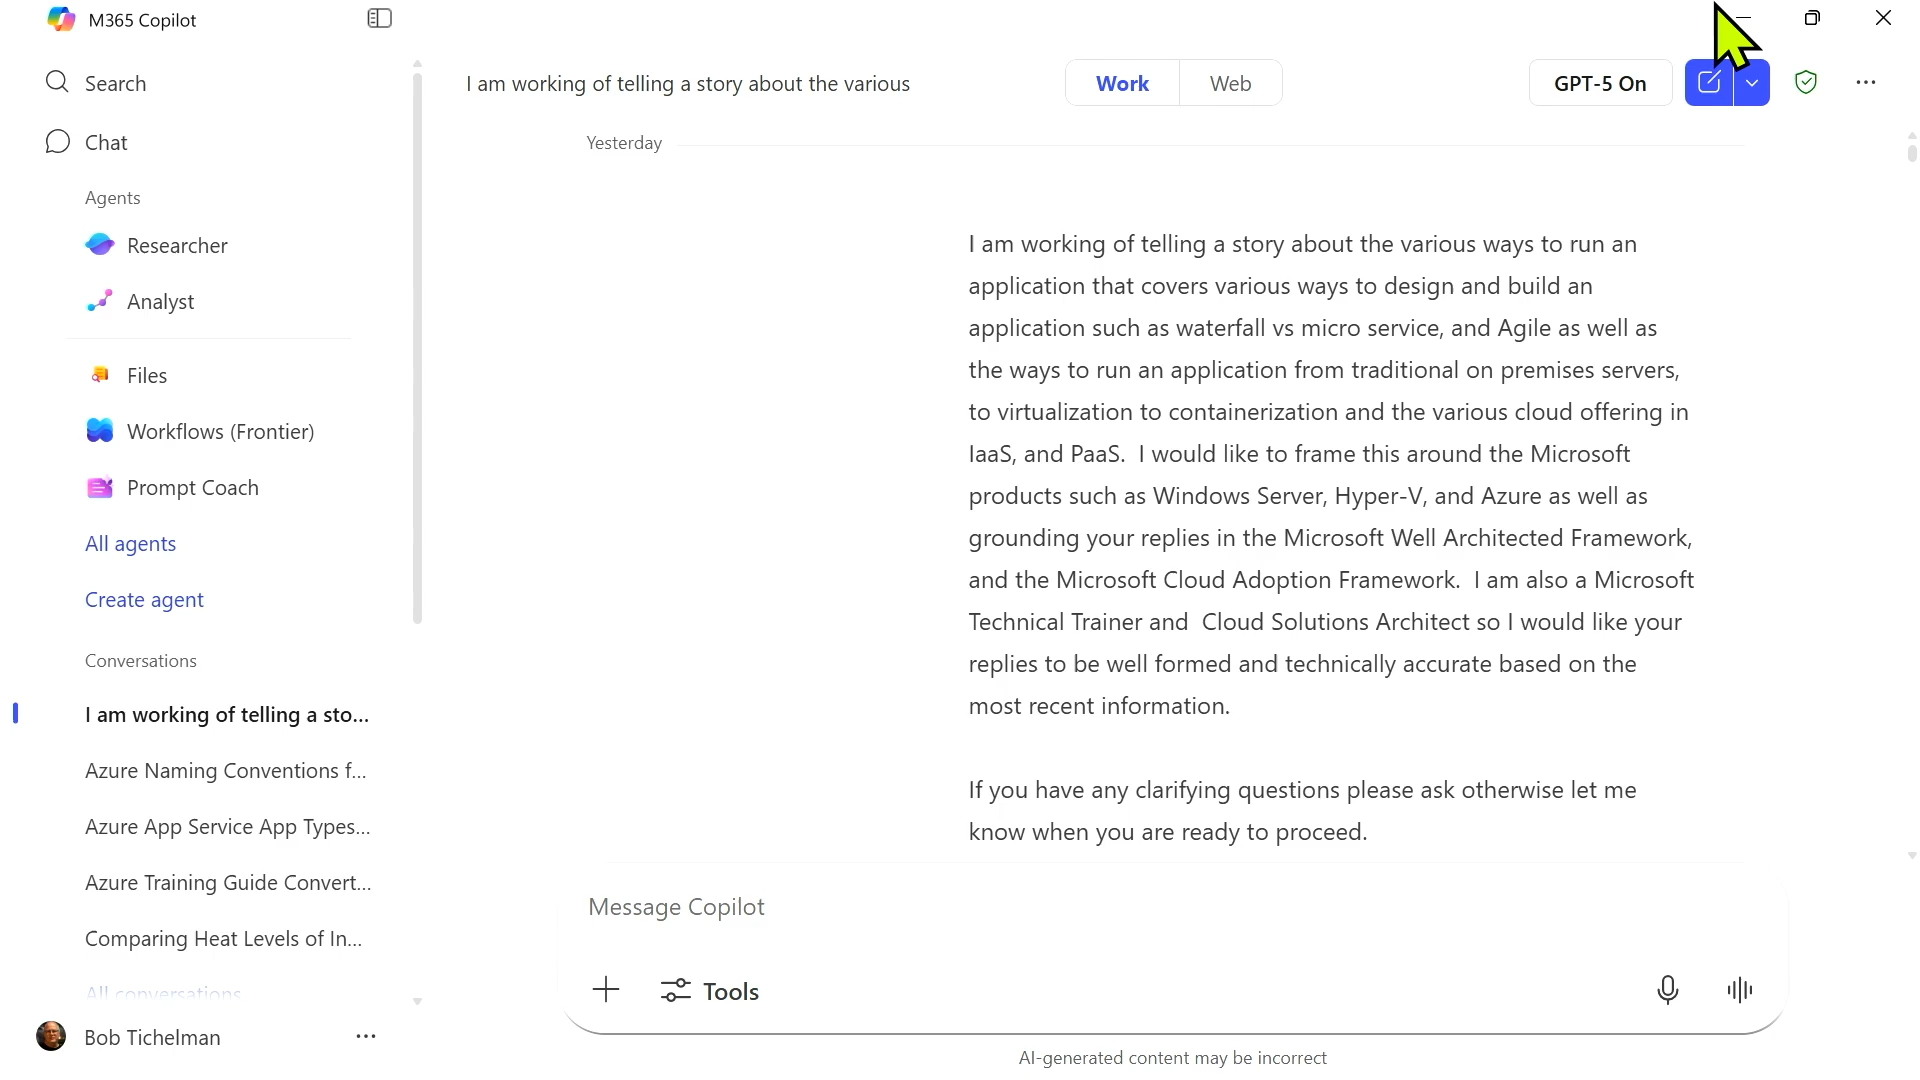 M365 Copilot
Search
Chat
Agents
Researcher
Analyst
Files
Workflows (Frontier)
Prompt Coach
All agents
Create agent
Conversations
I am working of telling a sto...
Azure Naming Conventions f...
Azure App Service App Types...
Azure Training Guide Convert...
Comparing Heat Levels of In...
All conversations
Bob Tichelman
I am working of telling a story about the various
Work
Web
GPT-5 On
Yesterday
I am working of telling a story about the various ways to run an
application that covers various ways to design and build an
application such as waterfall vs micro service, and Agile as well as
the ways to run an application from traditional on premises servers,
to virtualization to containerization and the various cloud offering in
IaaS, and PaaS.  I would like to frame this around the Microsoft
products such as Windows Server, Hyper-V, and Azure as well as
grounding your replies in the Microsoft Well Architected Framework,
and the Microsoft Cloud Adoption Framework.  I am also a Microsoft
Technical Trainer and  Cloud Solutions Architect so I would like your
replies to be well formed and technically accurate based on the
most recent information.
If you have any clarifying questions please ask otherwise let me
know when you are ready to proceed.
Message Copilot
Tools
AI-generated content may be incorrect